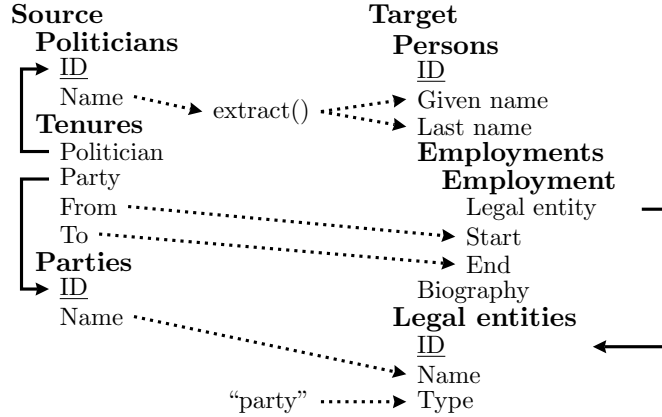 Source Target
Politicians
Persons
ID ID
Name extract() Given name
Tenures Last name
Politician Employments
Party Employment
From Legal entity
To Start
Parties End
ID Biography
Name Legal entities
ID
Name
“party” Type